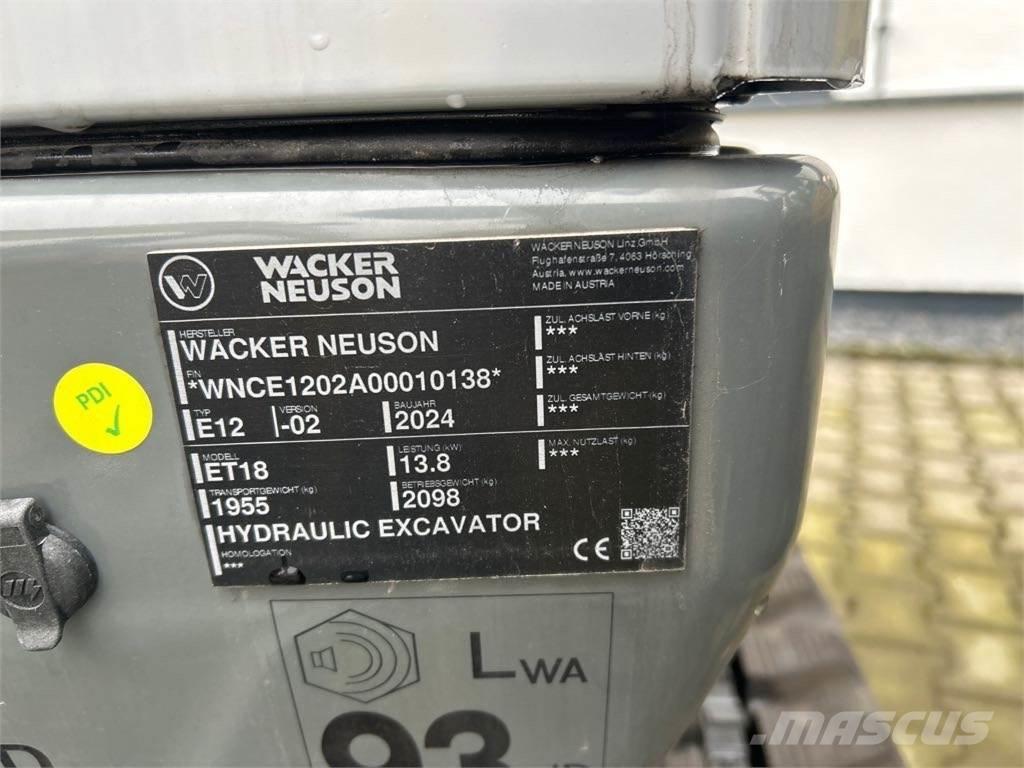 WACKER
NEUSON
WACKER NEUSON Linz GmbH
Flughafenstraße 7, 4063 Hörsching
Austria, www.wackerneuson.com
MADE IN AUSTRIA
HERSTELLER
WACKER NEUSON
FIN
*WNCE1202A00010138*
TYP VERSION BAUJAHR
E12 -02 2024
MODELL LEISTUNG (kW)
ET18 13.8
TRANSPORTGEWICHT (kg) BETRIEBSGEWICHT (kg)
1955 2098
HYDRAULIC EXCAVATOR
HOMOLOGATION
***
ZUL. ACHSLAST VORNE (kg)
***
ZUL. ACHSLAST HINTEN (kg)
***
ZUL. GESAMTGEWICHT (kg)
***
MAX. NUTZLAST (kg)
***
CE
PDI
LWA
93
MASCUS